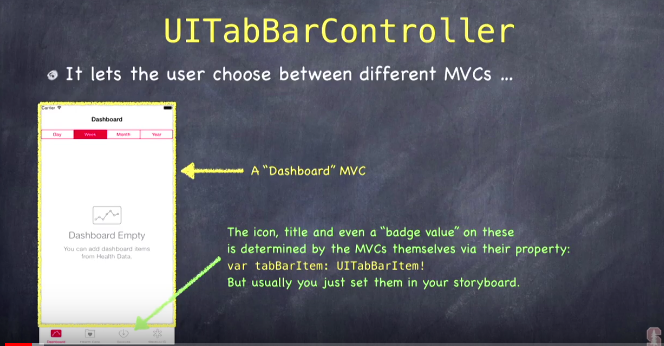 UITabBarController
It lets the user choose between different MVCs ...
Carrier
Dashboard
Day Week Month Year
A “Dashboard” MVC
Dashboard Empty
You can add dashboard items
from Health Data.
The icon, title and even a “badge value” on these
is determined by the MVCs themselves via their property:
var tabBarItem: UITabBarItem!
But usually you just set them in your storyboard.
Dashboard